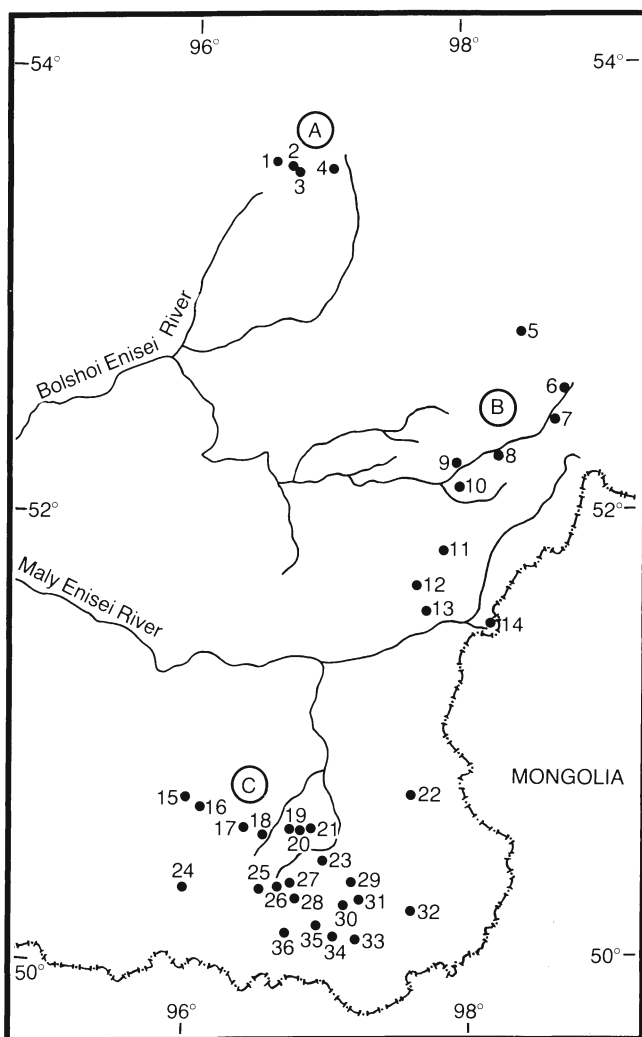 96° 98°
54° 54°
A
1 2 3 4
Bolshoi Enisei River
5
6
B
7
8
9
10
52° 52°
11
Maly Enisei River
12
13
14
C
MONGOLIA
15 16 22
17 18 19 20 21
23
24 25 26 27 28 29
30 31 32
36 35 34 33
50° 50°
96° 98°